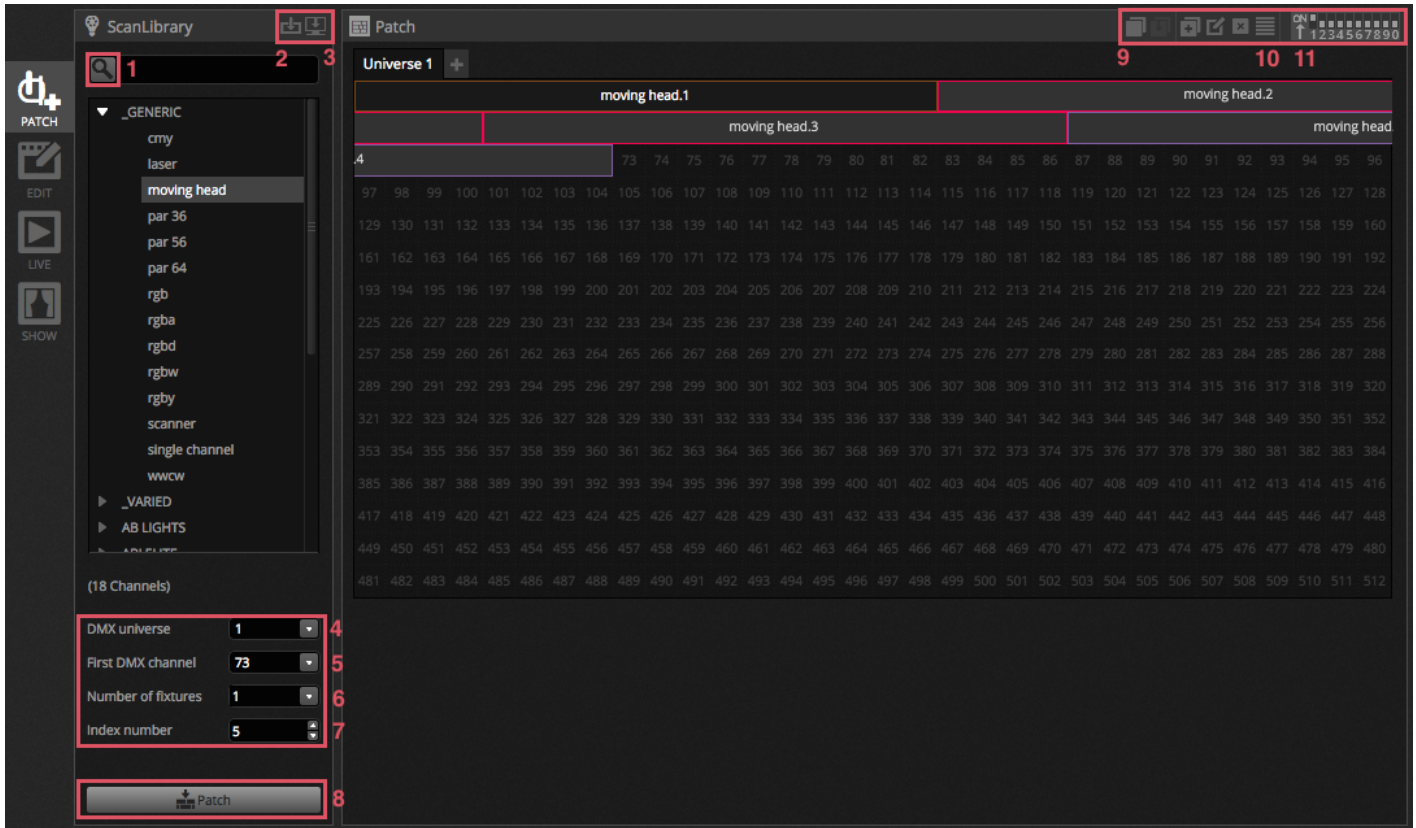 ScanLibrary
2
3
1
PATCH
EDIT
LIVE
SHOW
_GENERIC
cmy
laser
moving head
par 36
par 56
par 64
rgb
rgba
rgbd
rgbw
rgby
scanner
single channel
wwcw
_VARIED
AB LIGHTS
(18 Channels)
DMX universe 1 4
First DMX channel 73 5
Number of fixtures 1 6
Index number 5 7
Patch 8
Patch
ON
1234567890
9 10 11
Universe 1 +
moving head.1 moving head.2
moving head.3 moving head
.4 73 74 75 76 77 78 79 80 81 82 83 84 85 86 87 88 89 90 91 92 93 94 95 96
97 98 99 100 101 102 103 104 105 106 107 108 109 110 111 112 113 114 115 116 117 118 119 120 121 122 123 124 125 126 127 128
129 130 131 132 133 134 135 136 137 138 139 140 141 142 143 144 145 146 147 148 149 150 151 152 153 154 155 156 157 158 159 160
161 162 163 164 165 166 167 168 169 170 171 172 173 174 175 176 177 178 179 180 181 182 183 184 185 186 187 188 189 190 191 192
193 194 195 196 197 198 199 200 201 202 203 204 205 206 207 208 209 210 211 212 213 214 215 216 217 218 219 220 221 222 223 224
225 226 227 228 229 230 231 232 233 234 235 236 237 238 239 240 241 242 243 244 245 246 247 248 249 250 251 252 253 254 255 256
257 258 259 260 261 262 263 264 265 266 267 268 269 270 271 272 273 274 275 276 277 278 279 280 281 282 283 284 285 286 287 288
289 290 291 292 293 294 295 296 297 298 299 300 301 302 303 304 305 306 307 308 309 310 311 312 313 314 315 316 317 318 319 320
321 322 323 324 325 326 327 328 329 330 331 332 333 334 335 336 337 338 339 340 341 342 343 344 345 346 347 348 349 350 351 352
353 354 355 356 357 358 359 360 361 362 363 364 365 366 367 368 369 370 371 372 373 374 375 376 377 378 379 380 381 382 383 384
385 386 387 388 389 390 391 392 393 394 395 396 397 398 399 400 401 402 403 404 405 406 407 408 409 410 411 412 413 414 415 416
417 418 419 420 421 422 423 424 425 426 427 428 429 430 431 432 433 434 435 436 437 438 439 440 441 442 443 444 445 446 447 448
449 450 451 452 453 454 455 456 457 458 459 460 461 462 463 464 465 466 467 468 469 470 471 472 473 474 475 476 477 478 479 480
481 482 483 484 485 486 487 488 489 490 491 492 493 494 495 496 497 498 499 500 501 502 503 504 505 506 507 508 509 510 511 512